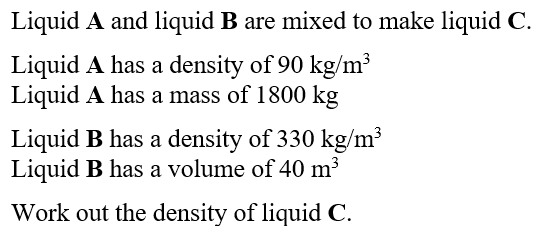 Liquid A and liquid B are mixed to make liquid C.
Liquid A has a density of 90 kg/m³
Liquid A has a mass of 1800 kg
Liquid B has a density of 330 kg/m³
Liquid B has a volume of 40 m³
Work out the density of liquid C.